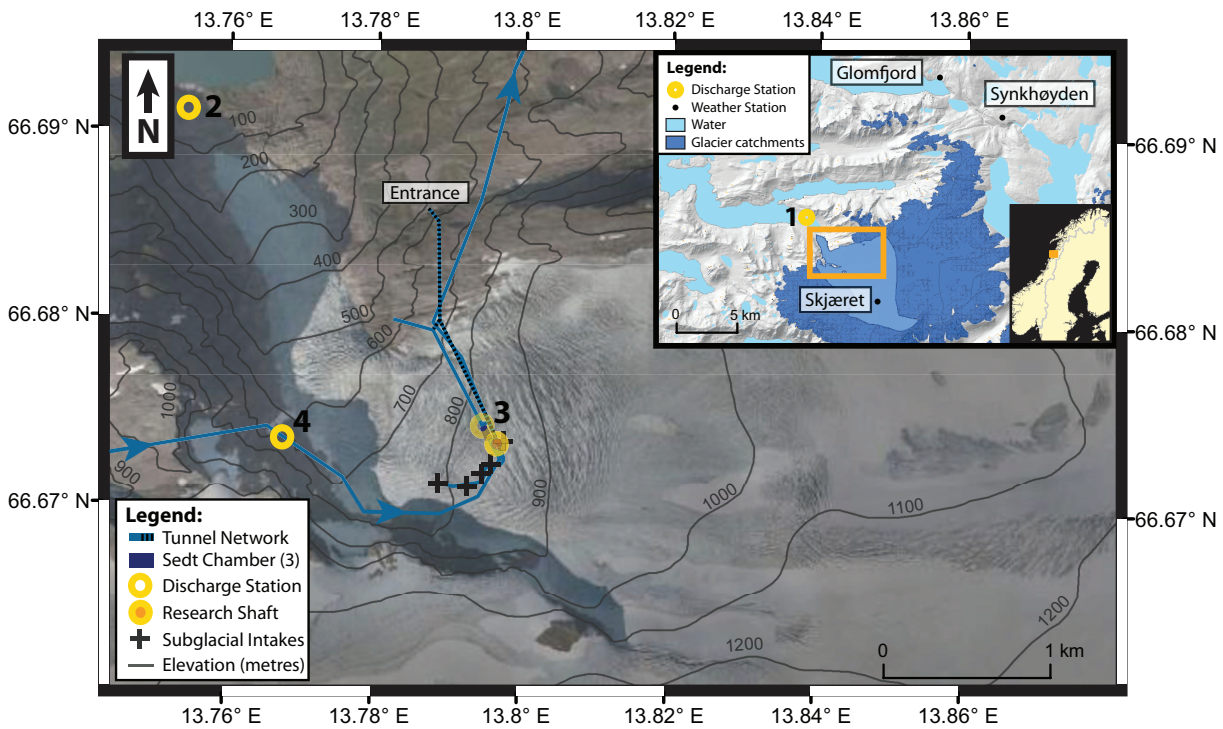 13.76° E
13.78° E
13.8° E
13.84° E
13.86° E
N
2
66.69° N
66.69° N
100
200
300
400
500
600
700
800
900
1000
900
1000
1100
1200
1200
Entrance
Legend:
Discharge Station
Weather Station
Water
Glacier catchments
Glomfjord
Synkhøyden
1
Skjæret
0
5 km
66.68° N
66.68° N
3
4
66.67° N
66.67° N
Legend:
Tunnel Network
Sedt Chamber (3)
Discharge Station
Research Shaft
Subglacial Intakes
Elevation (metres)
0
1 km
13.76° E
13.78° E
13.8° E
13.82° E
13.84° E
13.86° E